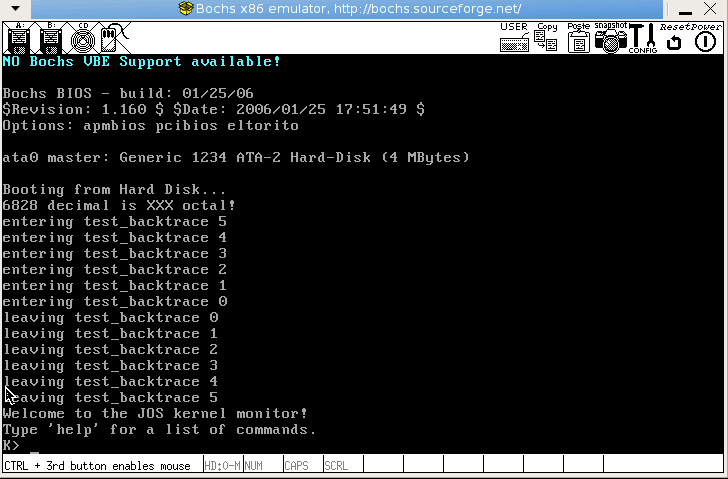 Bochs x86 emulator, http://bochs.sourceforge.net/
A: B: CD USER Copy Paste snapshot CONFIG Reset Power
NO Bochs VBE Support available!
Bochs BIOS - build: 01/25/06
$Revision: 1.160 $ $Date: 2006/01/25 17:51:49 $
Options: apmbios pcibios eltorito
ata0 master: Generic 1234 ATA-2 Hard-Disk (4 MBytes)
Booting from Hard Disk...
6828 decimal is XXX octal!
entering test_backtrace 5
entering test_backtrace 4
entering test_backtrace 3
entering test_backtrace 2
entering test_backtrace 1
entering test_backtrace 0
leaving test_backtrace 0
leaving test_backtrace 1
leaving test_backtrace 2
leaving test_backtrace 3
leaving test_backtrace 4
leaving test_backtrace 5
Welcome to the JOS kernel monitor!
Type 'help' for a list of commands.
K> _
CTRL + 3rd button enables mouse HD:0-M NUM CAPS SCRL